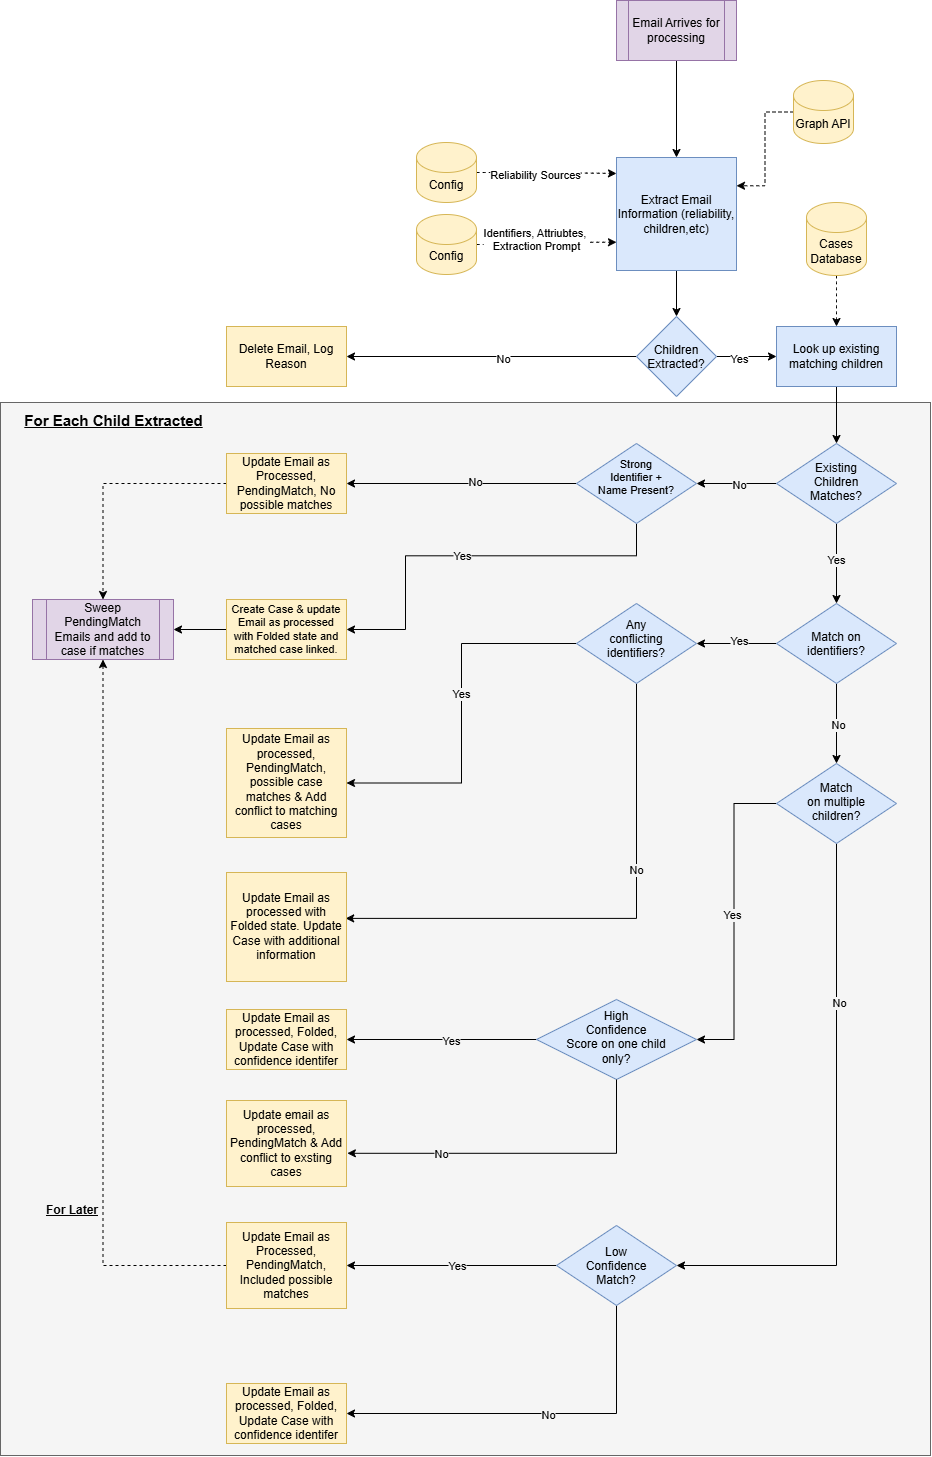 Email Arrives for
processing
Graph API
Config
Reliability Sources
Extract Email
Information (reliability,
children,etc)
Config
Identifiers, Attriubtes,
Extraction Prompt
Cases
Database
Delete Email, Log
Reason
No
Children
Extracted?
Yes
Look up existing
matching children
For Each Child Extracted
Update Email as
Processed,
PendingMatch, No
possible matches
No
Strong
Identifier +
Name Present?
No
Existing
Children
Matches?
Yes
Yes
Sweep
PendingMatch
Emails and add to
case if matches
Create Case & update
Email as processed
with Folded state and
matched case linked.
Any
conflicting
identifiers?
Yes
Match on
identifiers?
Yes
No
Update Email as
processed,
PendingMatch,
possible case
matches & Add
conflict to matching
cases
Match
on multiple
children?
No
Update Email as
processed with
Folded state. Update
Case with additional
information
Yes
No
Update Email as
processed, Folded,
Update Case with
confidence identifer
Yes
High
Confidence
Score on one child
only?
Update email as
processed,
PendingMatch & Add
conflict to exsting
cases
No
For Later
Update Email as
Processed,
PendingMatch,
Included possible
matches
Yes
Low
Confidence
Match?
Update Email as
processed, Folded,
Update Case with
confidence identifer
No